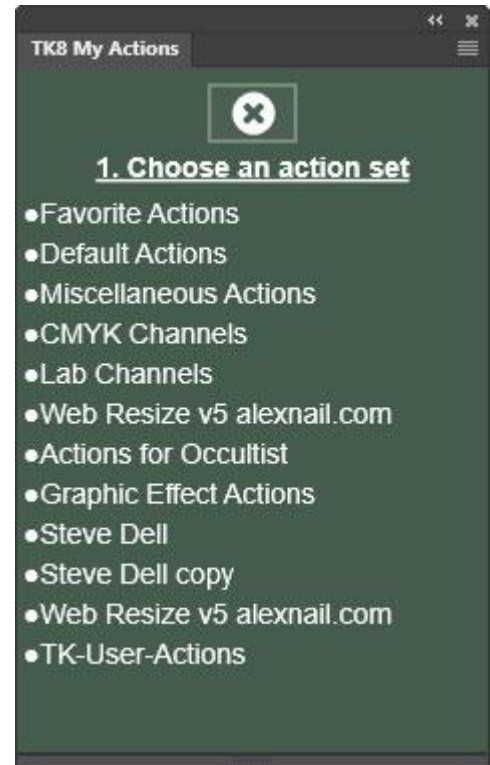 TK8 My Actions
1. Choose an action set
●Favorite Actions
●Default Actions
●Miscellaneous Actions
●CMYK Channels
●Lab Channels
●Web Resize v5 alexnail.com
●Actions for Occultist
●Graphic Effect Actions
●Steve Dell
●Steve Dell copy
●Web Resize v5 alexnail.com
●TK-User-Actions